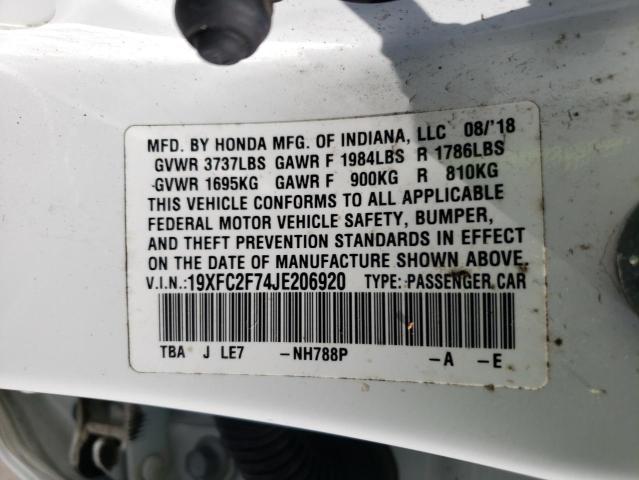 MFD. BY HONDA MFG. OF INDIANA, LLC 08/'18
GVWR 3737LBS GAWR F 1984LBS R 1786LBS
GVWR 1695KG GAWR F 900KG R 810KG
THIS VEHICLE CONFORMS TO ALL APPLICABLE
FEDERAL MOTOR VEHICLE SAFETY, BUMPER,
AND THEFT PREVENTION STANDARDS IN EFFECT
ON THE DATE OF MANUFACTURE SHOWN ABOVE.
V.I.N.:19XFC2F74JE206920 TYPE: PASSENGER CAR
TBA J LE7 -NH788P -A -E